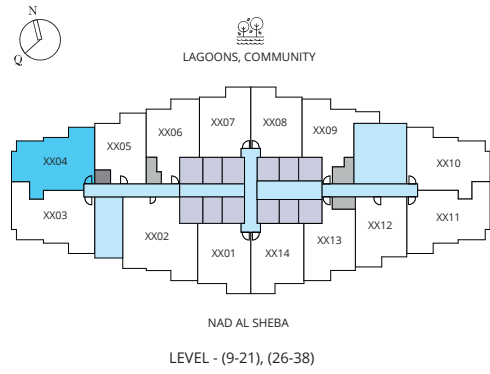 N
Q
LAGOONS, COMMUNITY
XX07 XX08
XX06 XX09
XX05
XX04 XX10
XX03 XX11
XX12
XX02 XX13
XX01 XX14
NAD AL SHEBA
LEVEL - (9-21), (26-38)